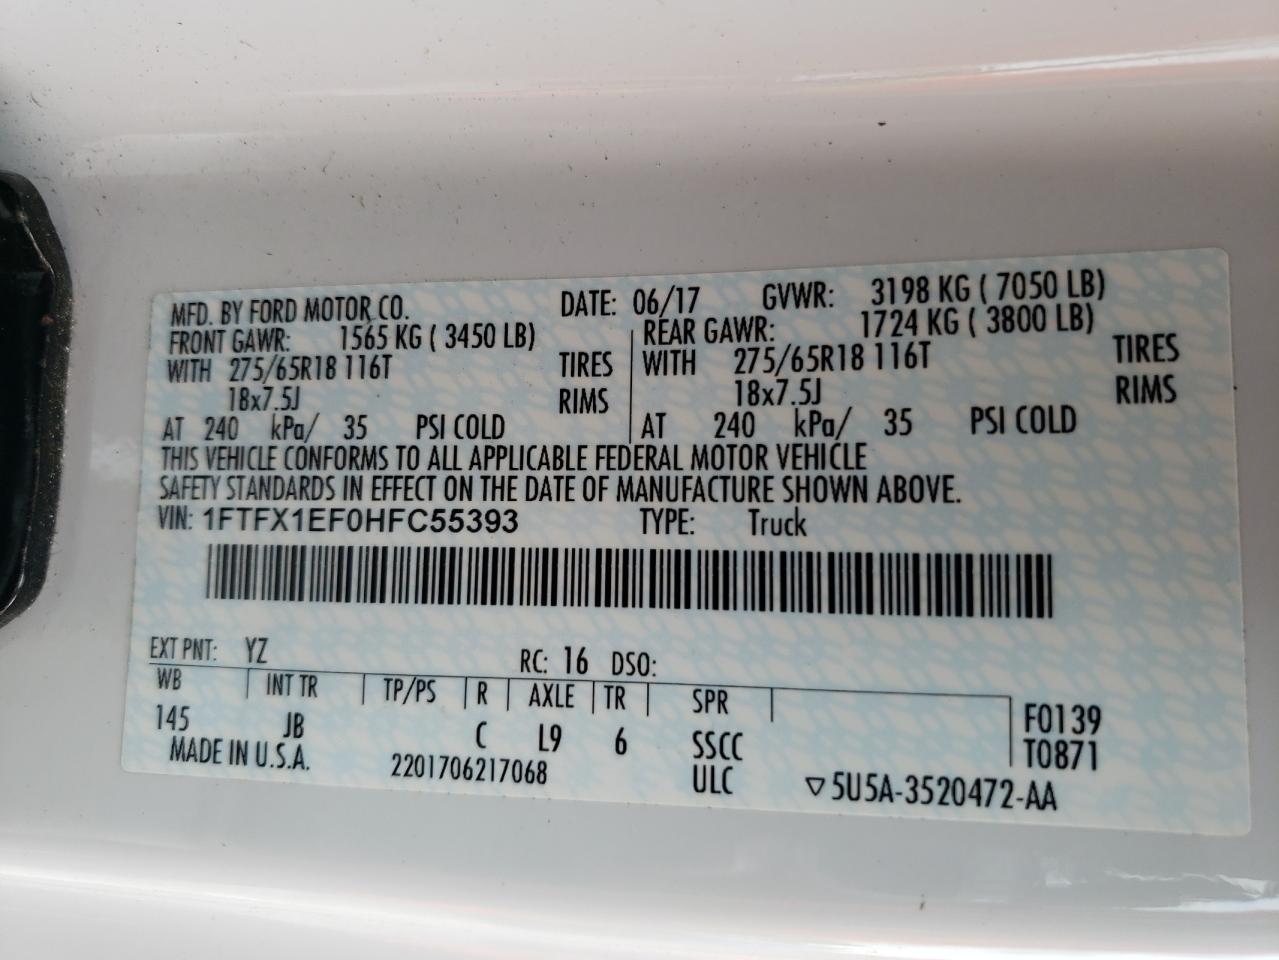 MFD. BY FORD MOTOR CO. DATE: 06/17 GVWR: 3198 KG ( 7050 LB)
FRONT GAWR: 1565 KG ( 3450 LB) REAR GAWR: 1724 KG ( 3800 LB)
WITH 275/65R18 116T TIRES WITH 275/65R18 116T TIRES
18x7.5J RIMS 18x7.5J RIMS
AT 240 kPa/ 35 PSI COLD AT 240 kPa/ 35 PSI COLD
THIS VEHICLE CONFORMS TO ALL APPLICABLE FEDERAL MOTOR VEHICLE
SAFETY STANDARDS IN EFFECT ON THE DATE OF MANUFACTURE SHOWN ABOVE.
VIN: 1FTFX1EF0HFC55393 TYPE: Truck
EXT PNT: YZ RC: 16 DSO:
WB INT TR TP/PS R AXLE TR SPR
145 JB C L9 6 SSCC F0139
MADE IN U.S.A. 2201706217068 ULC T0871
▽5U5A-3520472-AA